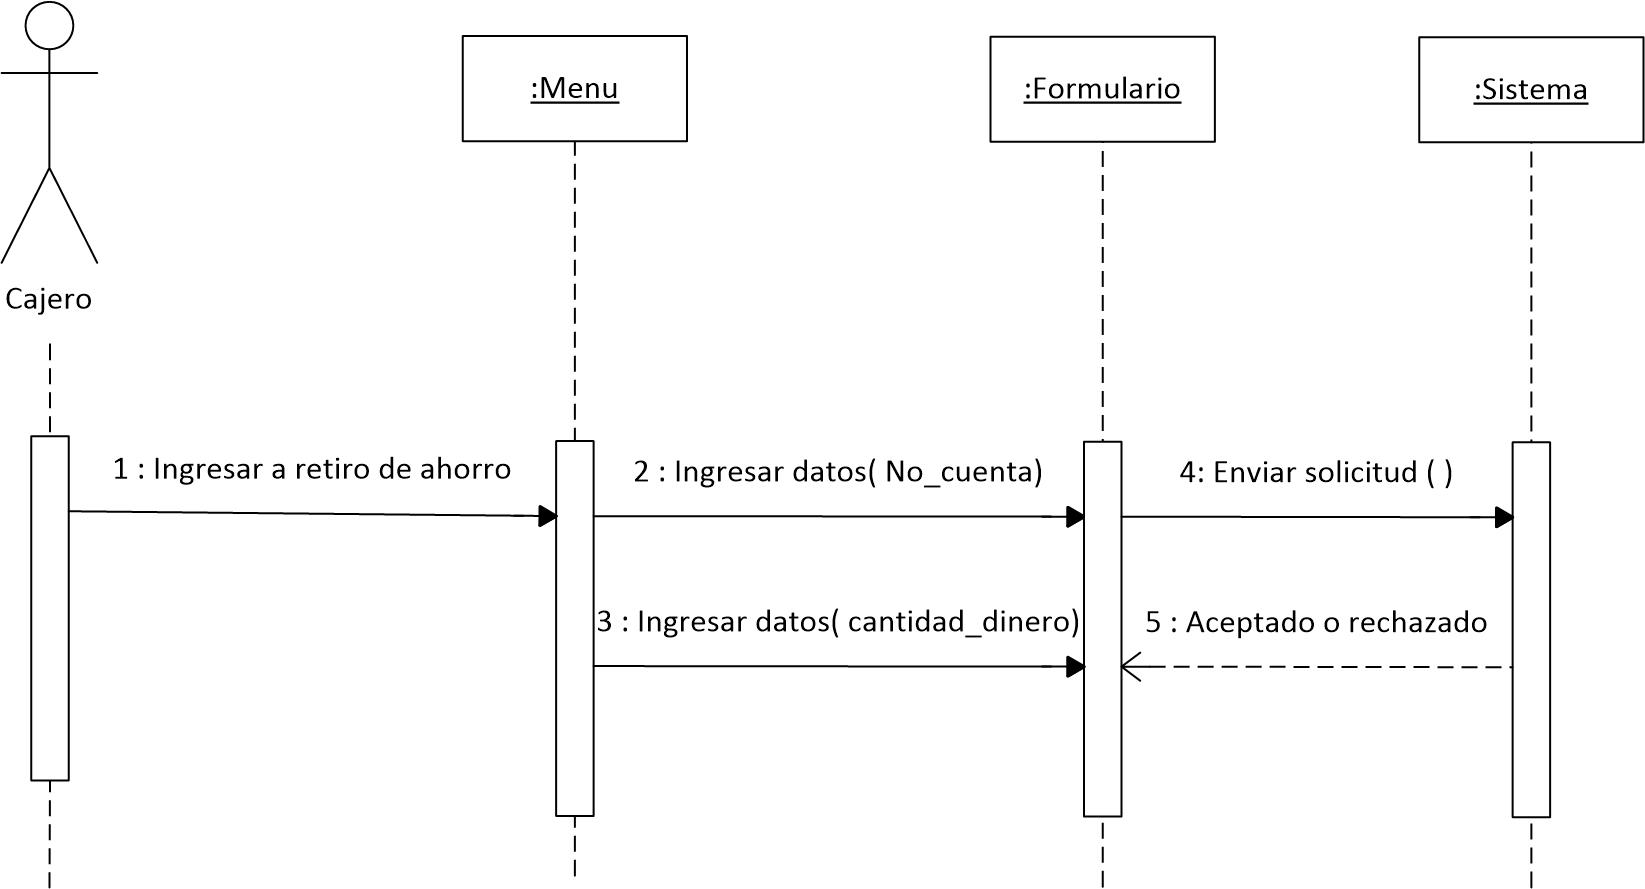 :Menu
:Formulario
:Sistema
Cajero
1 : Ingresar a retiro de ahorro
2 : Ingresar datos( No_cuenta)
4: Enviar solicitud ( )
3 : Ingresar datos( cantidad_dinero)
5 : Aceptado o rechazado